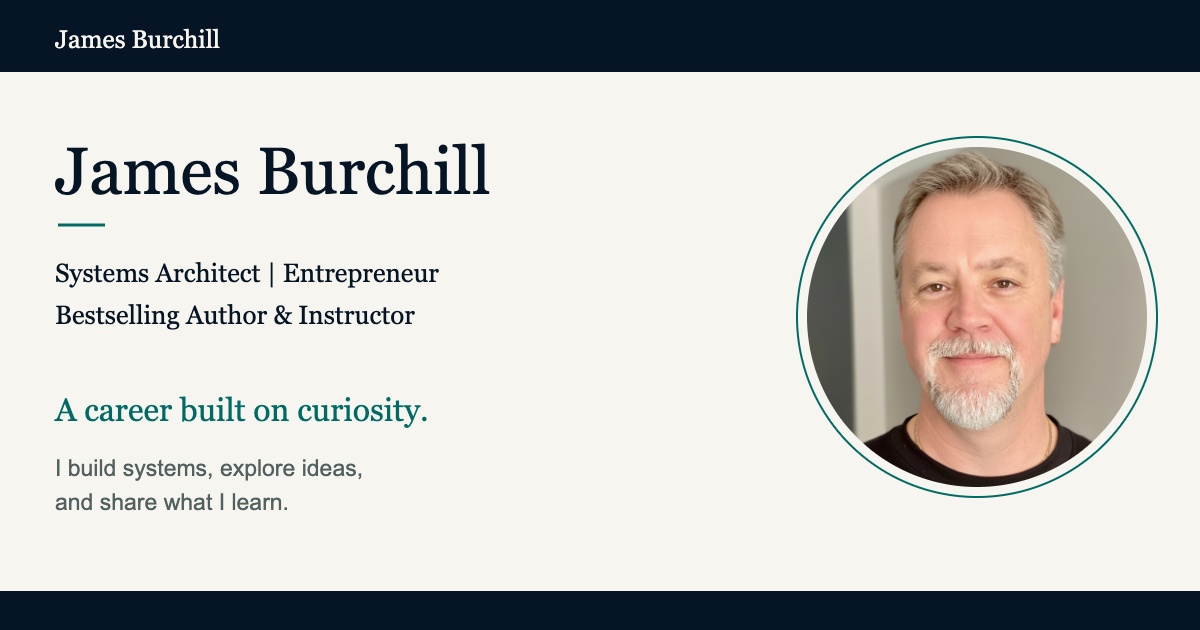 James Burchill
James Burchill
Systems Architect | Entrepreneur
Bestselling Author & Instructor
A career built on curiosity.
I build systems, explore ideas,
and share what I learn.